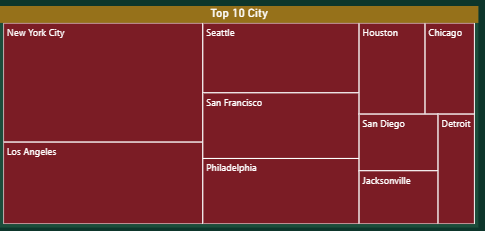 Top 10 City
New York City
Los Angeles
Seattle
San Francisco
Philadelphia
Houston
Chicago
San Diego
Jacksonville
Detroit